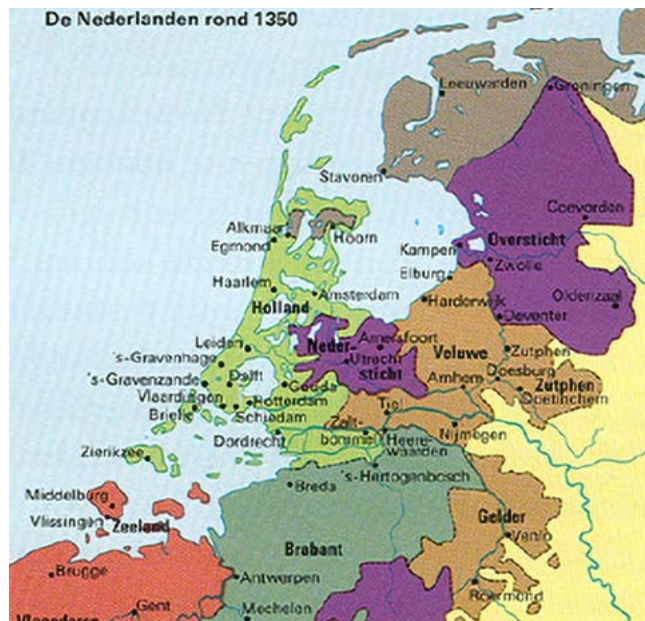 De Nederlanden rond 1350
Leeuwarden
Groningen
Stavoren
Coevorden
Alkmaar
Hoorn
Egmond
Oversticht
Kampen
Zwolle
Elburg
Haarlem
Amsterdam
Harderwijk
Oldenzaal
Holland
Deventer
Leiden
Neder-
Amersfoort
Veluwe
Zutphen
's-Gravenhage
Utrecht
sticht
Doesburg
's-Gravenzande
Delft
Gouda
Arnhem
Zutphen
Vlaardingen
Rotterdam
Doetinchem
Brielle
Schiedam
Tiel
Dordrecht
Zalt-
bommel
Heere-
waarden
Nijmegen
Zierikzee
's-Hertogenbosch
Breda
Middelburg
Vlissingen
Zeeland
Gelder
Venlo
Brabant
Brugge
Antwerpen
Roermond
Gent
Mechelen
Vlaanderen